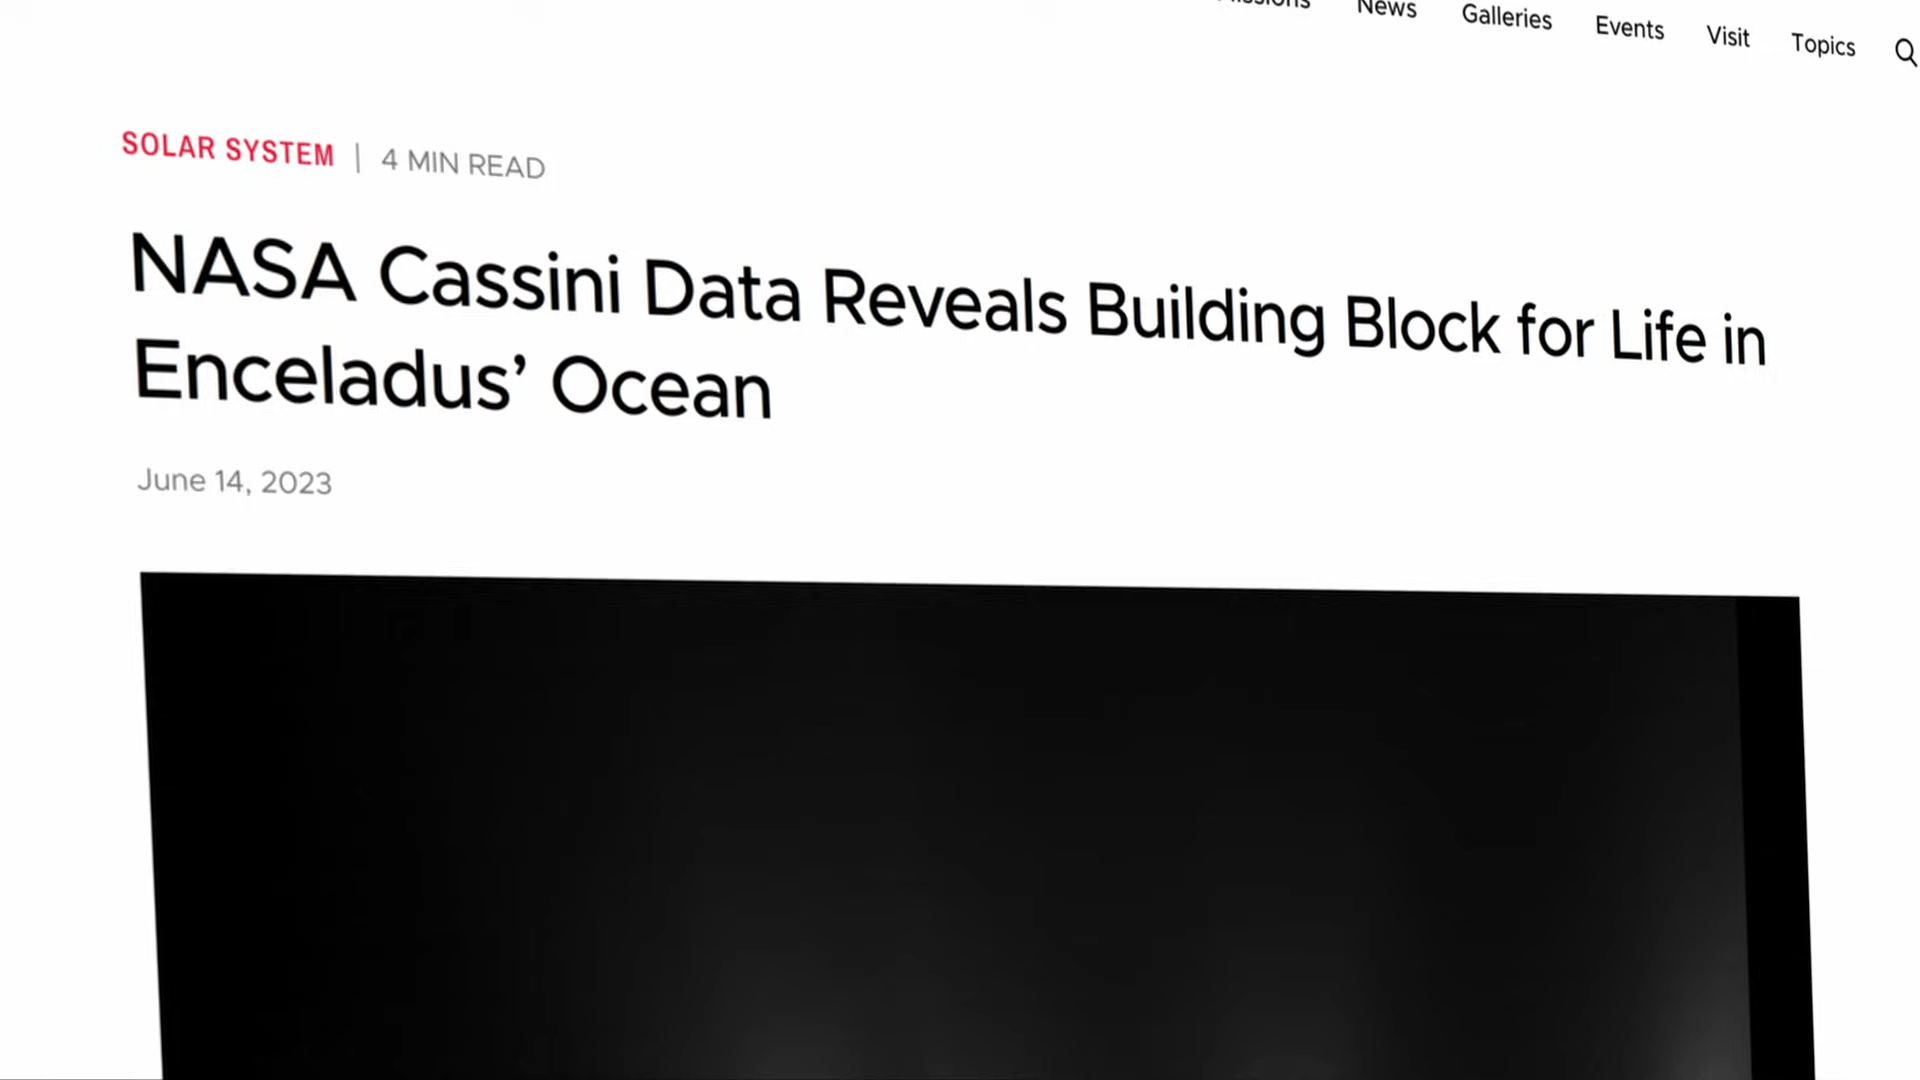 News
Galleries
Events
Visit
Topics
SOLAR SYSTEM | 4 MIN READ
NASA Cassini Data Reveals Building Block for Life in
Enceladus’ Ocean
June 14, 2023